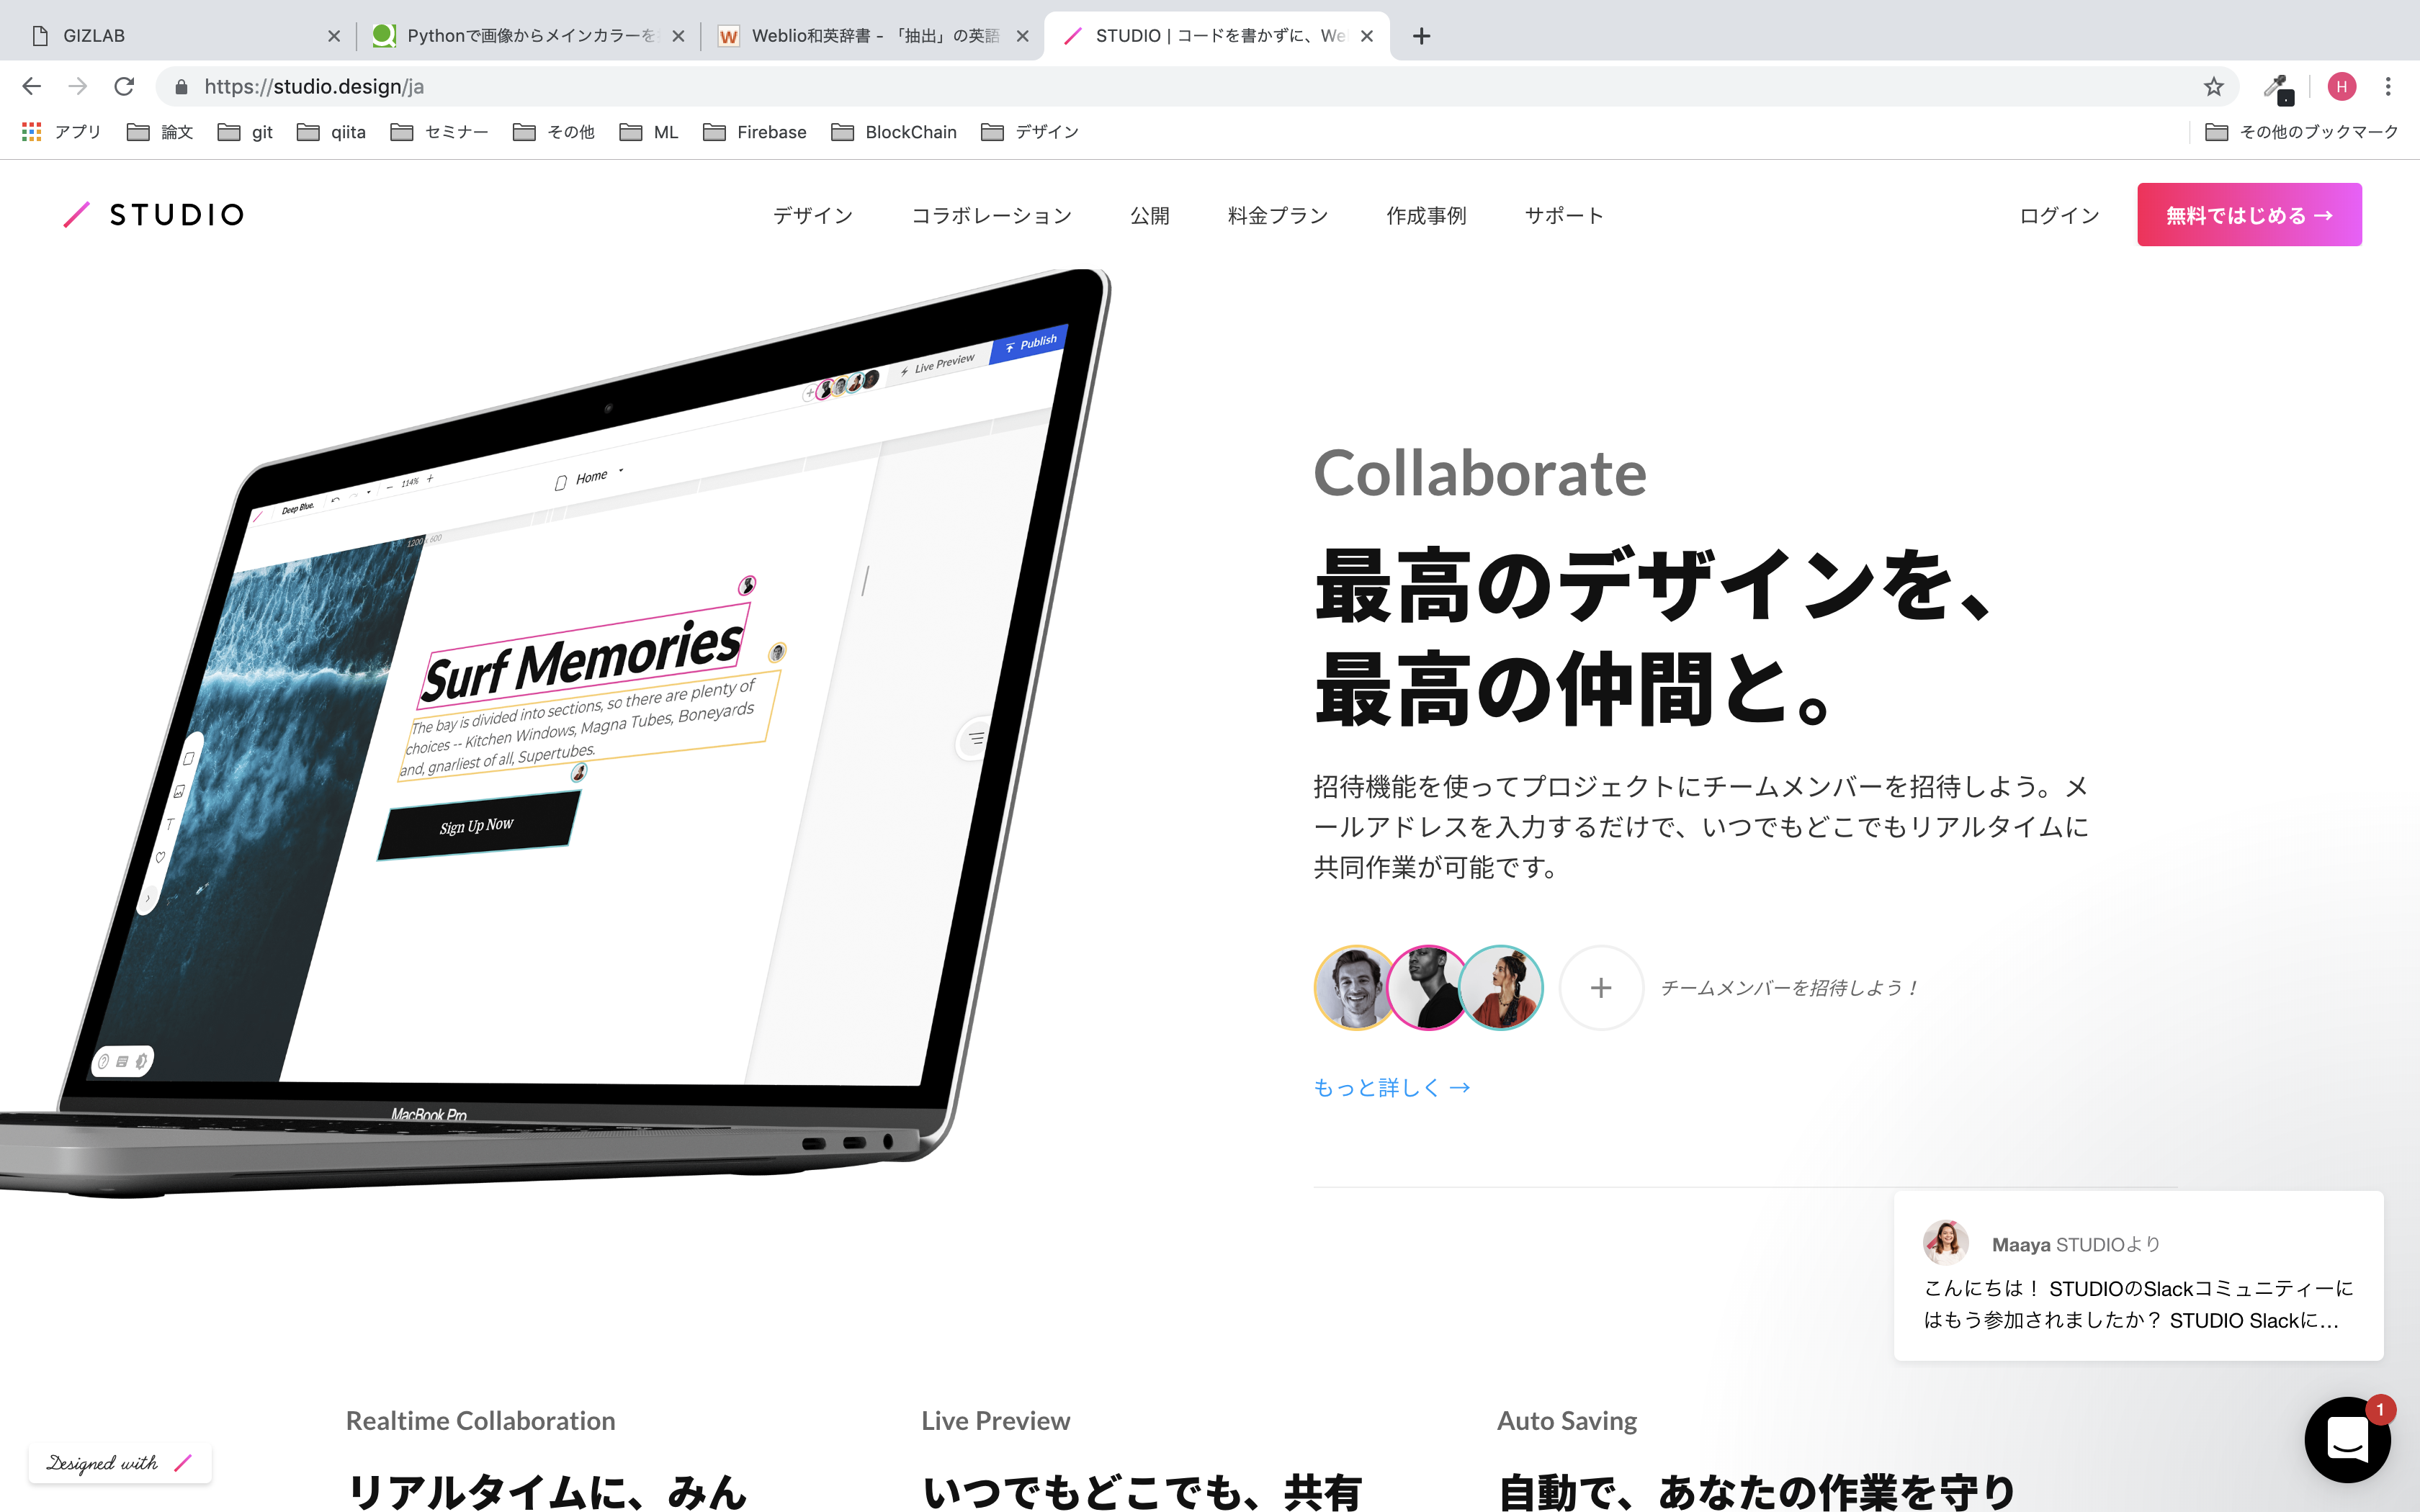 GIZLAB
Pythonで画像からメインカラーを
Weblio和英辞書 - 「抽出」の英語
STUDIO | コードを書かずに、We
https://studio.design/ja
H
アプリ
論文
git
qiita
セミナー
その他
ML
Firebase
BlockChain
デザイン
その他のブックマーク
STUDIO
デザイン
コラボレーション
公開
料金プラン
作成事例
サポート
ログイン
無料ではじめる →
Publish
Live Preview
Home
114%
Deep Blue.
1200 x 600
Surf Memories
The bay is divided into sections, so there are plenty of
choices -- Kitchen Windows, Magna Tubes, Boneyards
and, gnarliest of all, Supertubes.
Sign Up Now
MacBook Pro
Collaborate
最高のデザインを、
最高の仲間と。
招待機能を使ってプロジェクトにチームメンバーを招待しよう。メ
ールアドレスを入力するだけで、いつでもどこでもリアルタイムに
共同作業が可能です。
チームメンバーを招待しよう！
もっと詳しく →
Maaya STUDIOより
こんにちは！ STUDIOのSlackコミュニティーに
はもう参加されましたか？ STUDIO Slackに...
1
Realtime Collaboration
リアルタイムに、みん
Live Preview
いつでもどこでも、共有
Auto Saving
自動で、あなたの作業を守り
Designed with